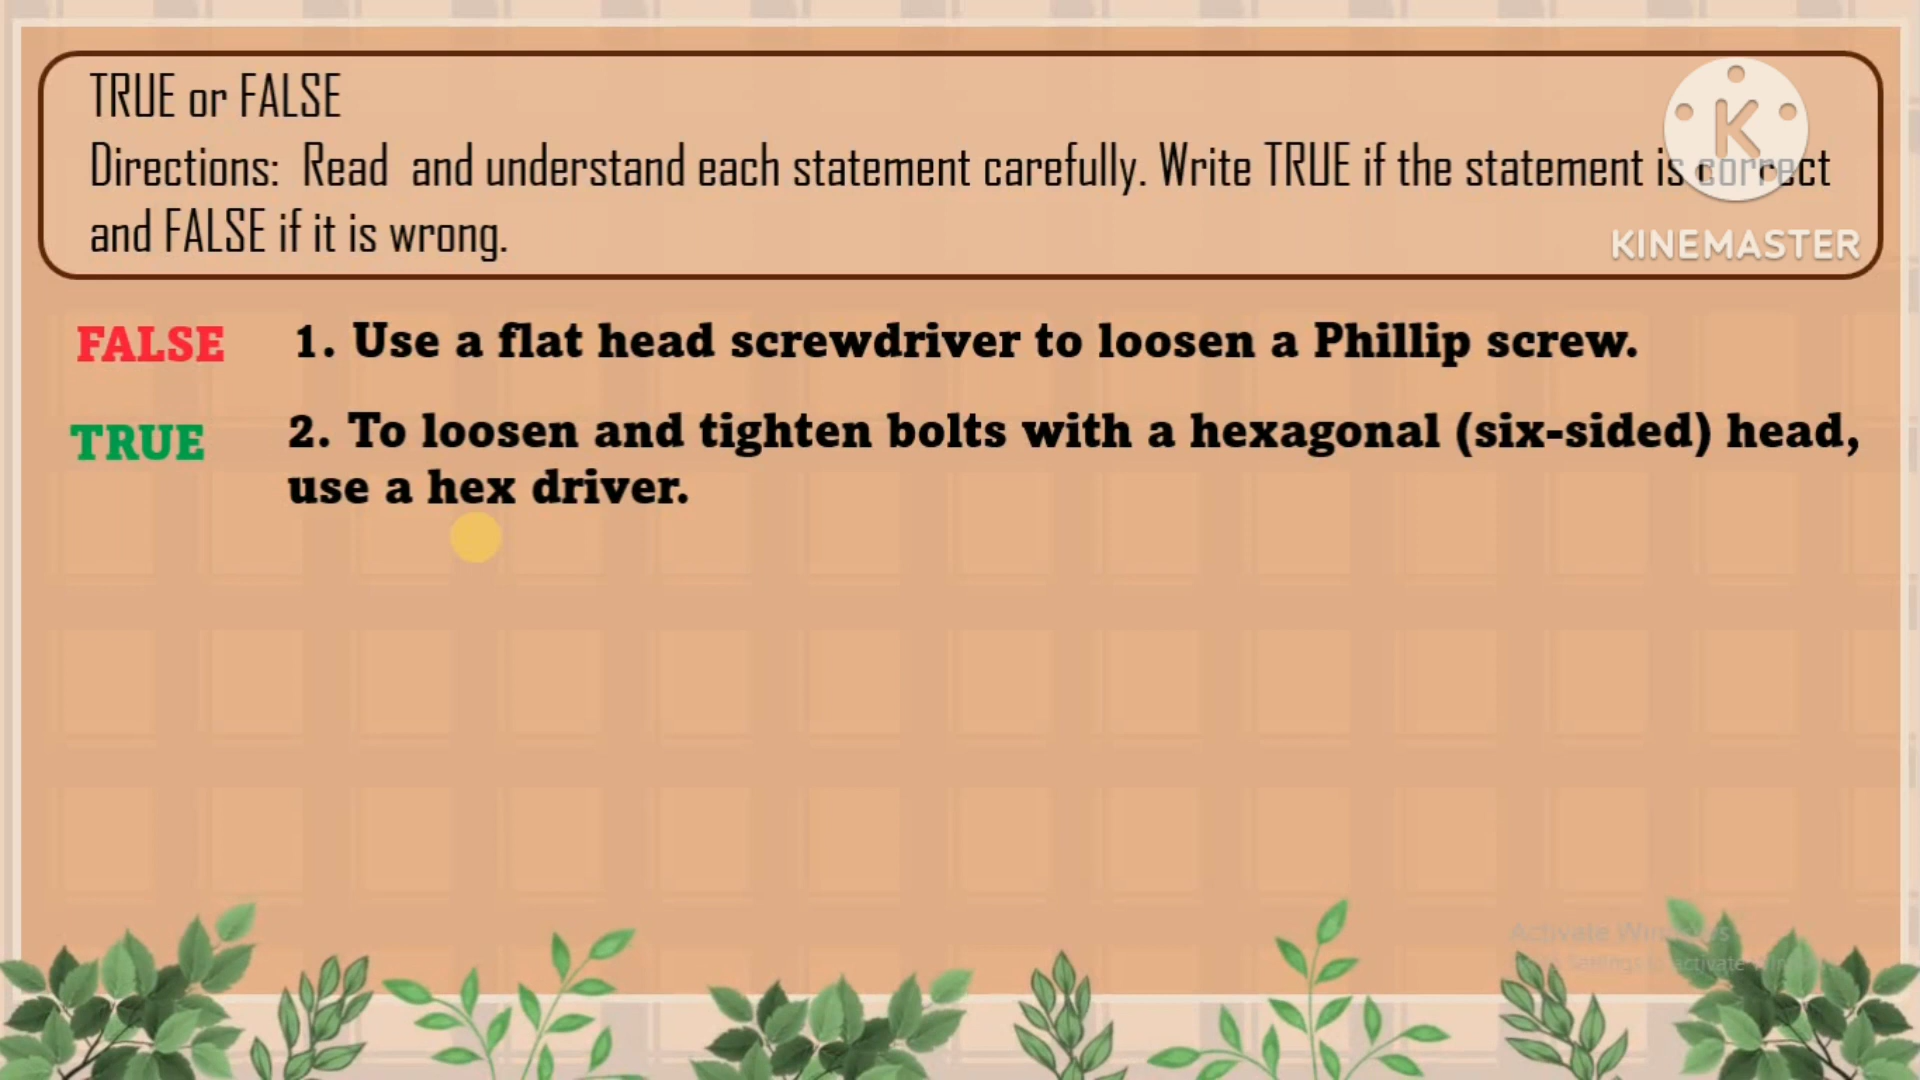 TRUE or FALSE
Directions: Read and understand each statement carefully. Write TRUE if the statement is correct
and FALSE if it is wrong.
K
KINEMASTER
FALSE 1. Use a flat head screwdriver to loosen a Phillip screw.
TRUE 2. To loosen and tighten bolts with a hexagonal (six-sided) head,
use a hex driver.
Activate Windows